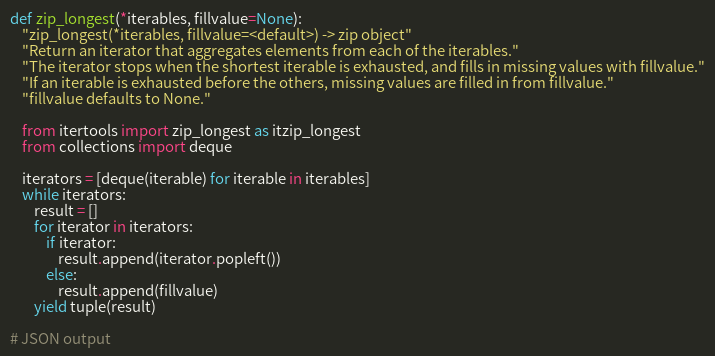 def zip_longest(*iterables, fillvalue=None):
"zip_longest(*iterables, fillvalue=<default>) -> zip object"
"Return an iterator that aggregates elements from each of the iterables."
"The iterator stops when the shortest iterable is exhausted, and fills in missing values with fillvalue."
"If an iterable is exhausted before the others, missing values are filled in from fillvalue."
"fillvalue defaults to None."
from itertools import zip_longest as itzip_longest
from collections import deque
iterators = [deque(iterable) for iterable in iterables]
while iterators:
result = []
for iterator in iterators:
if iterator:
result.append(iterator.popleft())
else:
result.append(fillvalue)
yield tuple(result)
# JSON output